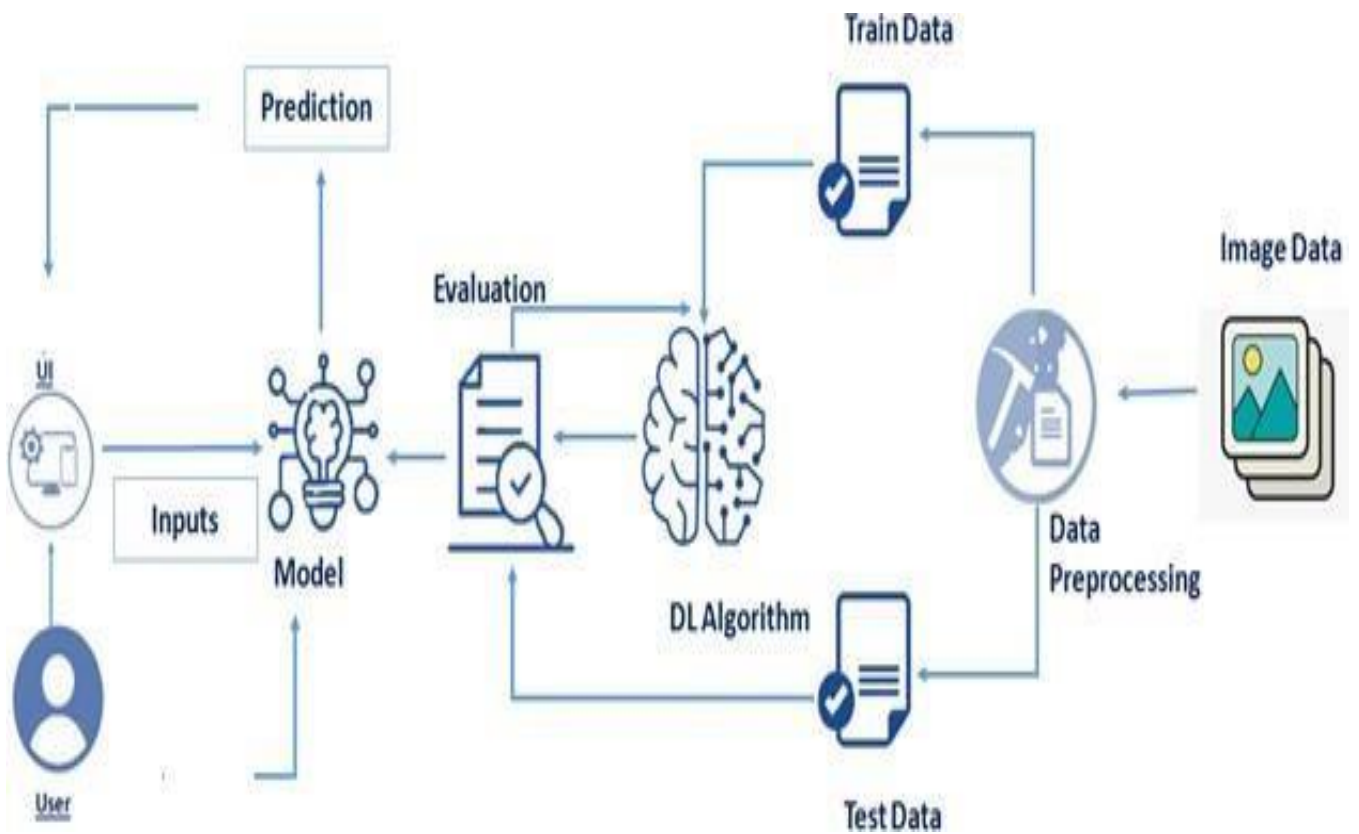 Train Data
Prediction
Image Data
Evaluation
UI
Inputs
Model
Data
Preprocessing
DL Algorithm
User
Test Data